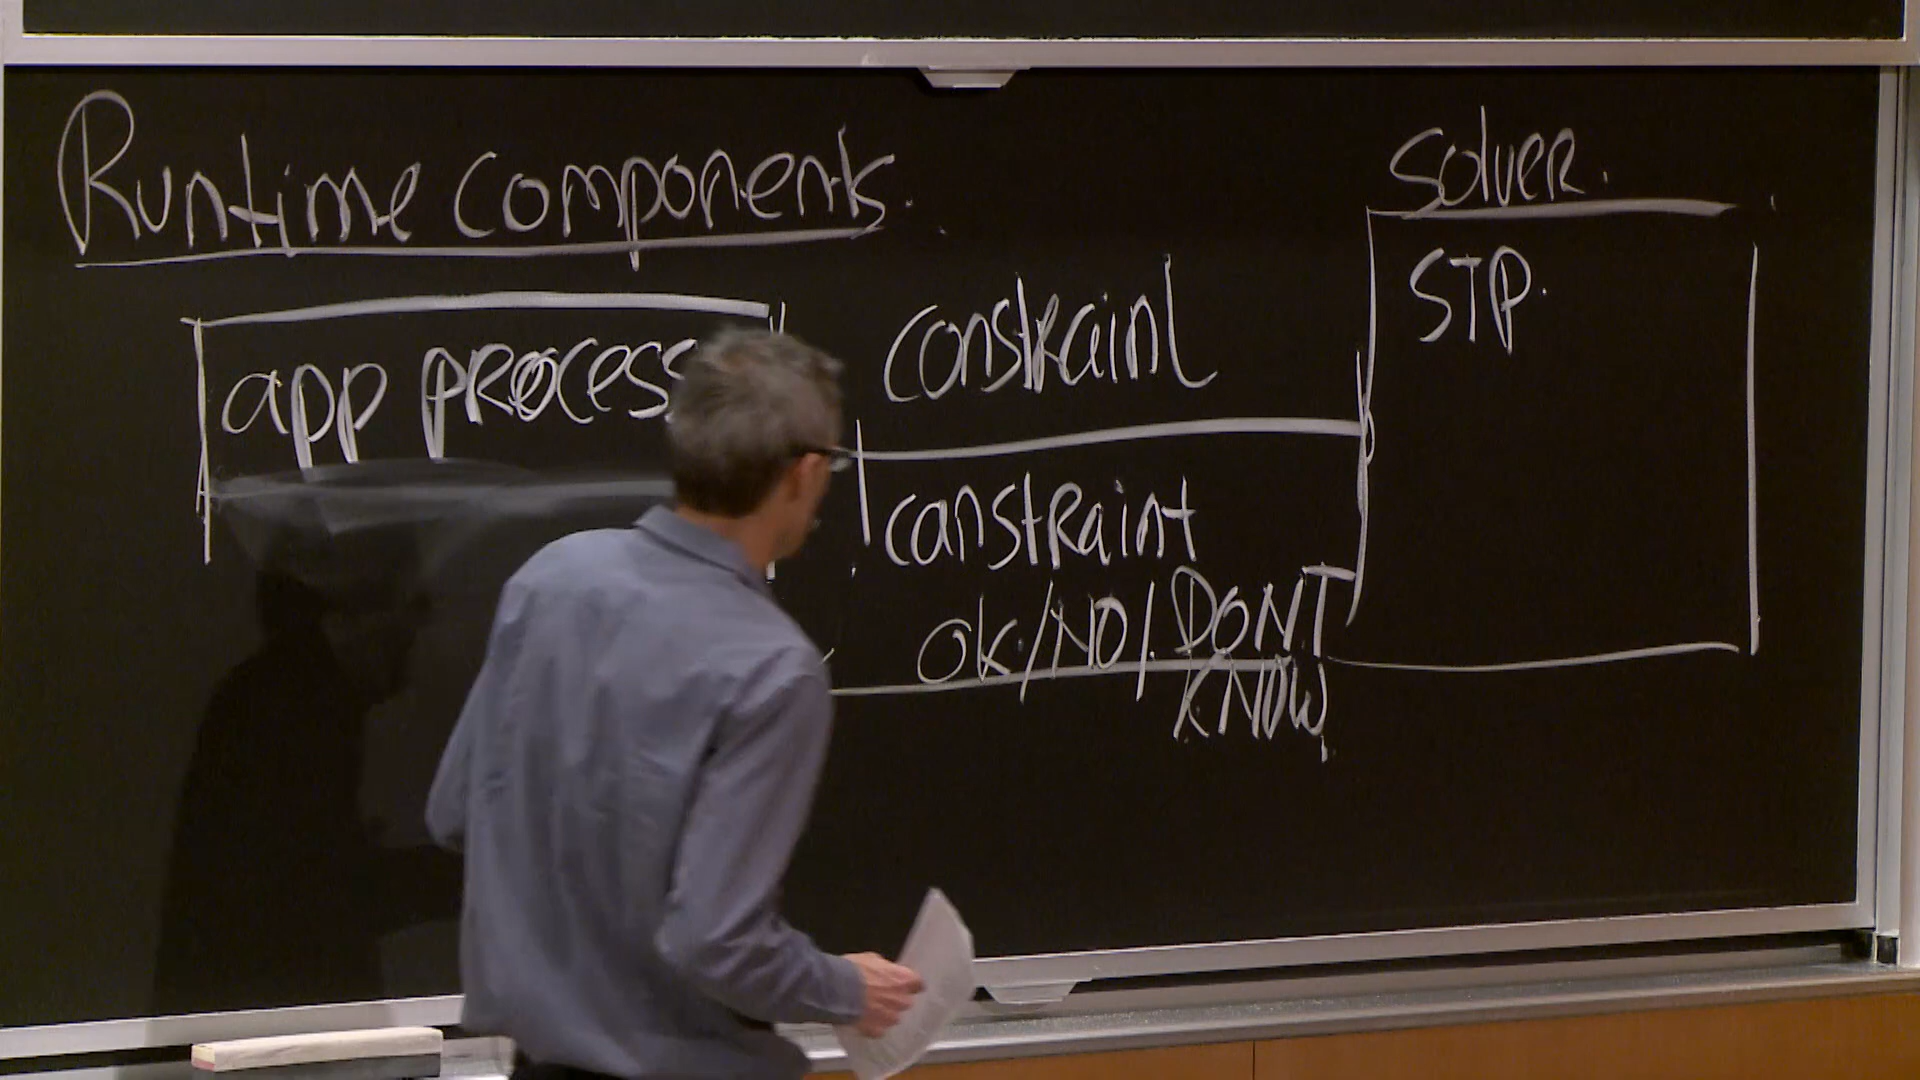 Runtime components.
solver.
STP.
app process
constraint
constraint
OK/NO/DONT
KNOW